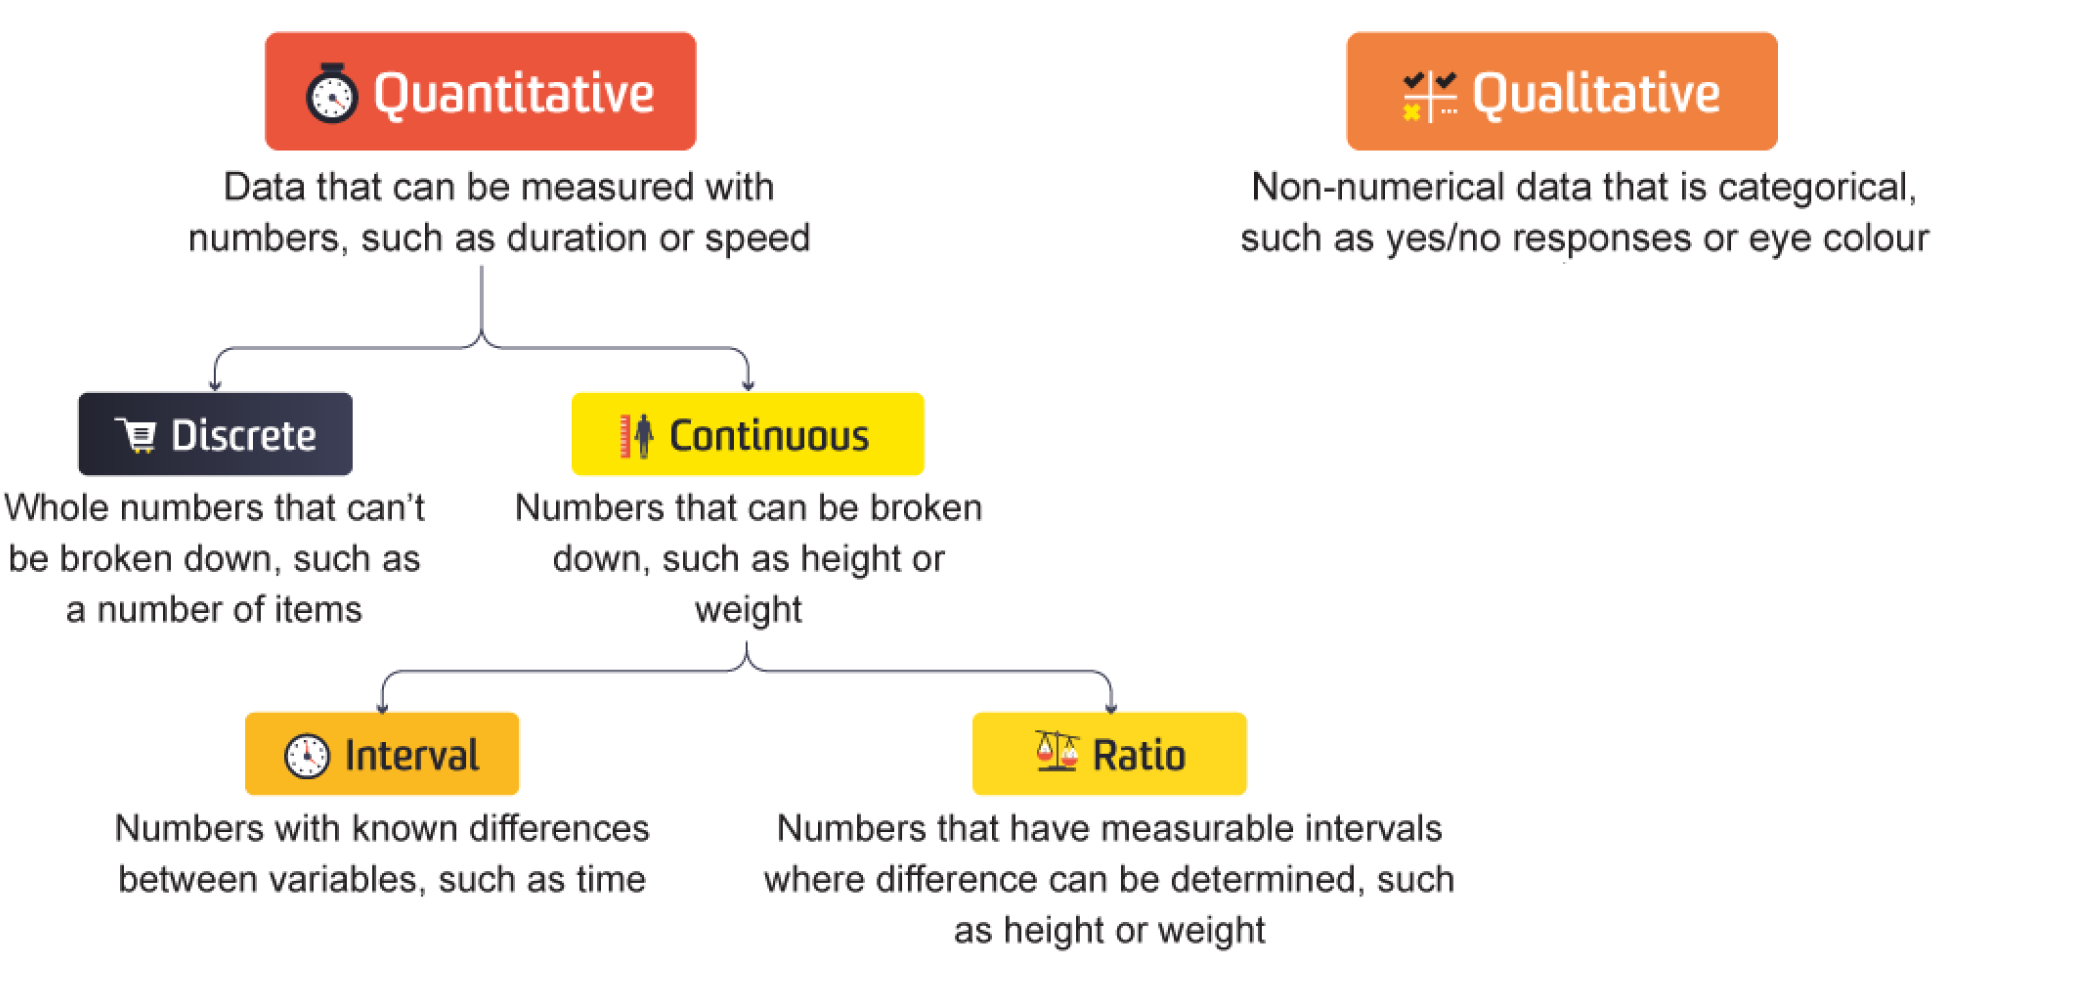 Quantitative
Data that can be measured with
numbers, such as duration or speed
Qualitative
Non-numerical data that is categorical,
such as yes/no responses or eye colour
Discrete
Whole numbers that can't
be broken down, such as
a number of items
Continuous
Numbers that can be broken
down, such as height or
weight
Interval
Numbers with known differences
between variables, such as time
Ratio
Numbers that have measurable intervals
where difference can be determined, such
as height or weight